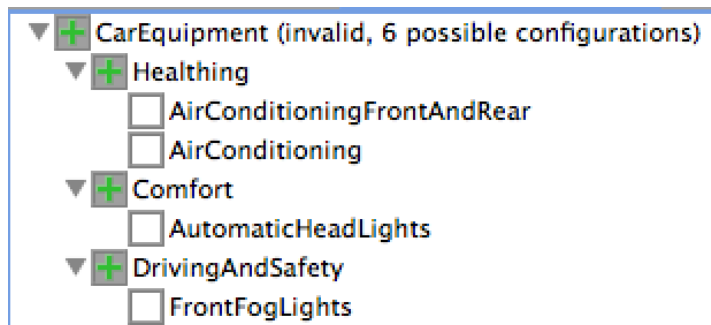 CarEquipment (invalid, 6 possible configurations)
Healthing
AirConditioningFrontAndRear
AirConditioning
Comfort
AutomaticHeadLights
DrivingAndSafety
FrontFogLights